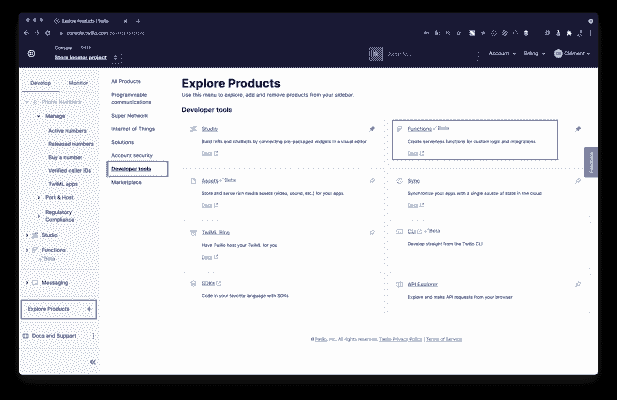 Explore Products | Twilio
console.twilio.com
Console
Store locator project
Account
Billing
Clément
Develop
Monitor
Phone Numbers
Manage
Active numbers
Released numbers
Buy a number
Verified caller IDs
TwiML apps
Port & Host
Regulatory
Compliance
Studio
Functions
Beta
Messaging
Explore Products
Docs and Support
All Products
Programmable
communications
Super Network
Internet of Things
Solutions
Account security
Developer tools
Marketplace
Explore Products
Use this menu to explore, add and remove products from your sidebar.
Developer tools
Studio
Build IVRs and chatbots by connecting pre-packaged widgets in a visual editor
Docs
Functions Beta
Create serverless functions for custom logic and integrations
Docs
Assets Beta
Store and serve rich media assets (video, sound, etc.) for your apps.
Docs
Sync
Synchronize your apps with a single source of state in the cloud
Docs
TwiML Bins
Have Twilio host your TwiML for you
Docs
CLI Beta
Develop straight from the Twilio CLI
SDKs
Code in your favorite language with SDKs
API Explorer
Explore and make API requests from your browser
Feedback
© Twilio, Inc. All rights reserved. Twilio Privacy Policy | Terms of Service